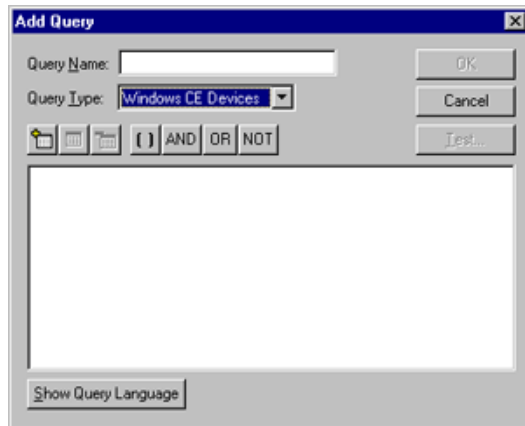 Add Query
Query Name:
OK
Query Type: Windows CE Devices
Cancel
( ) AND OR NOT
Test...
Show Query Language